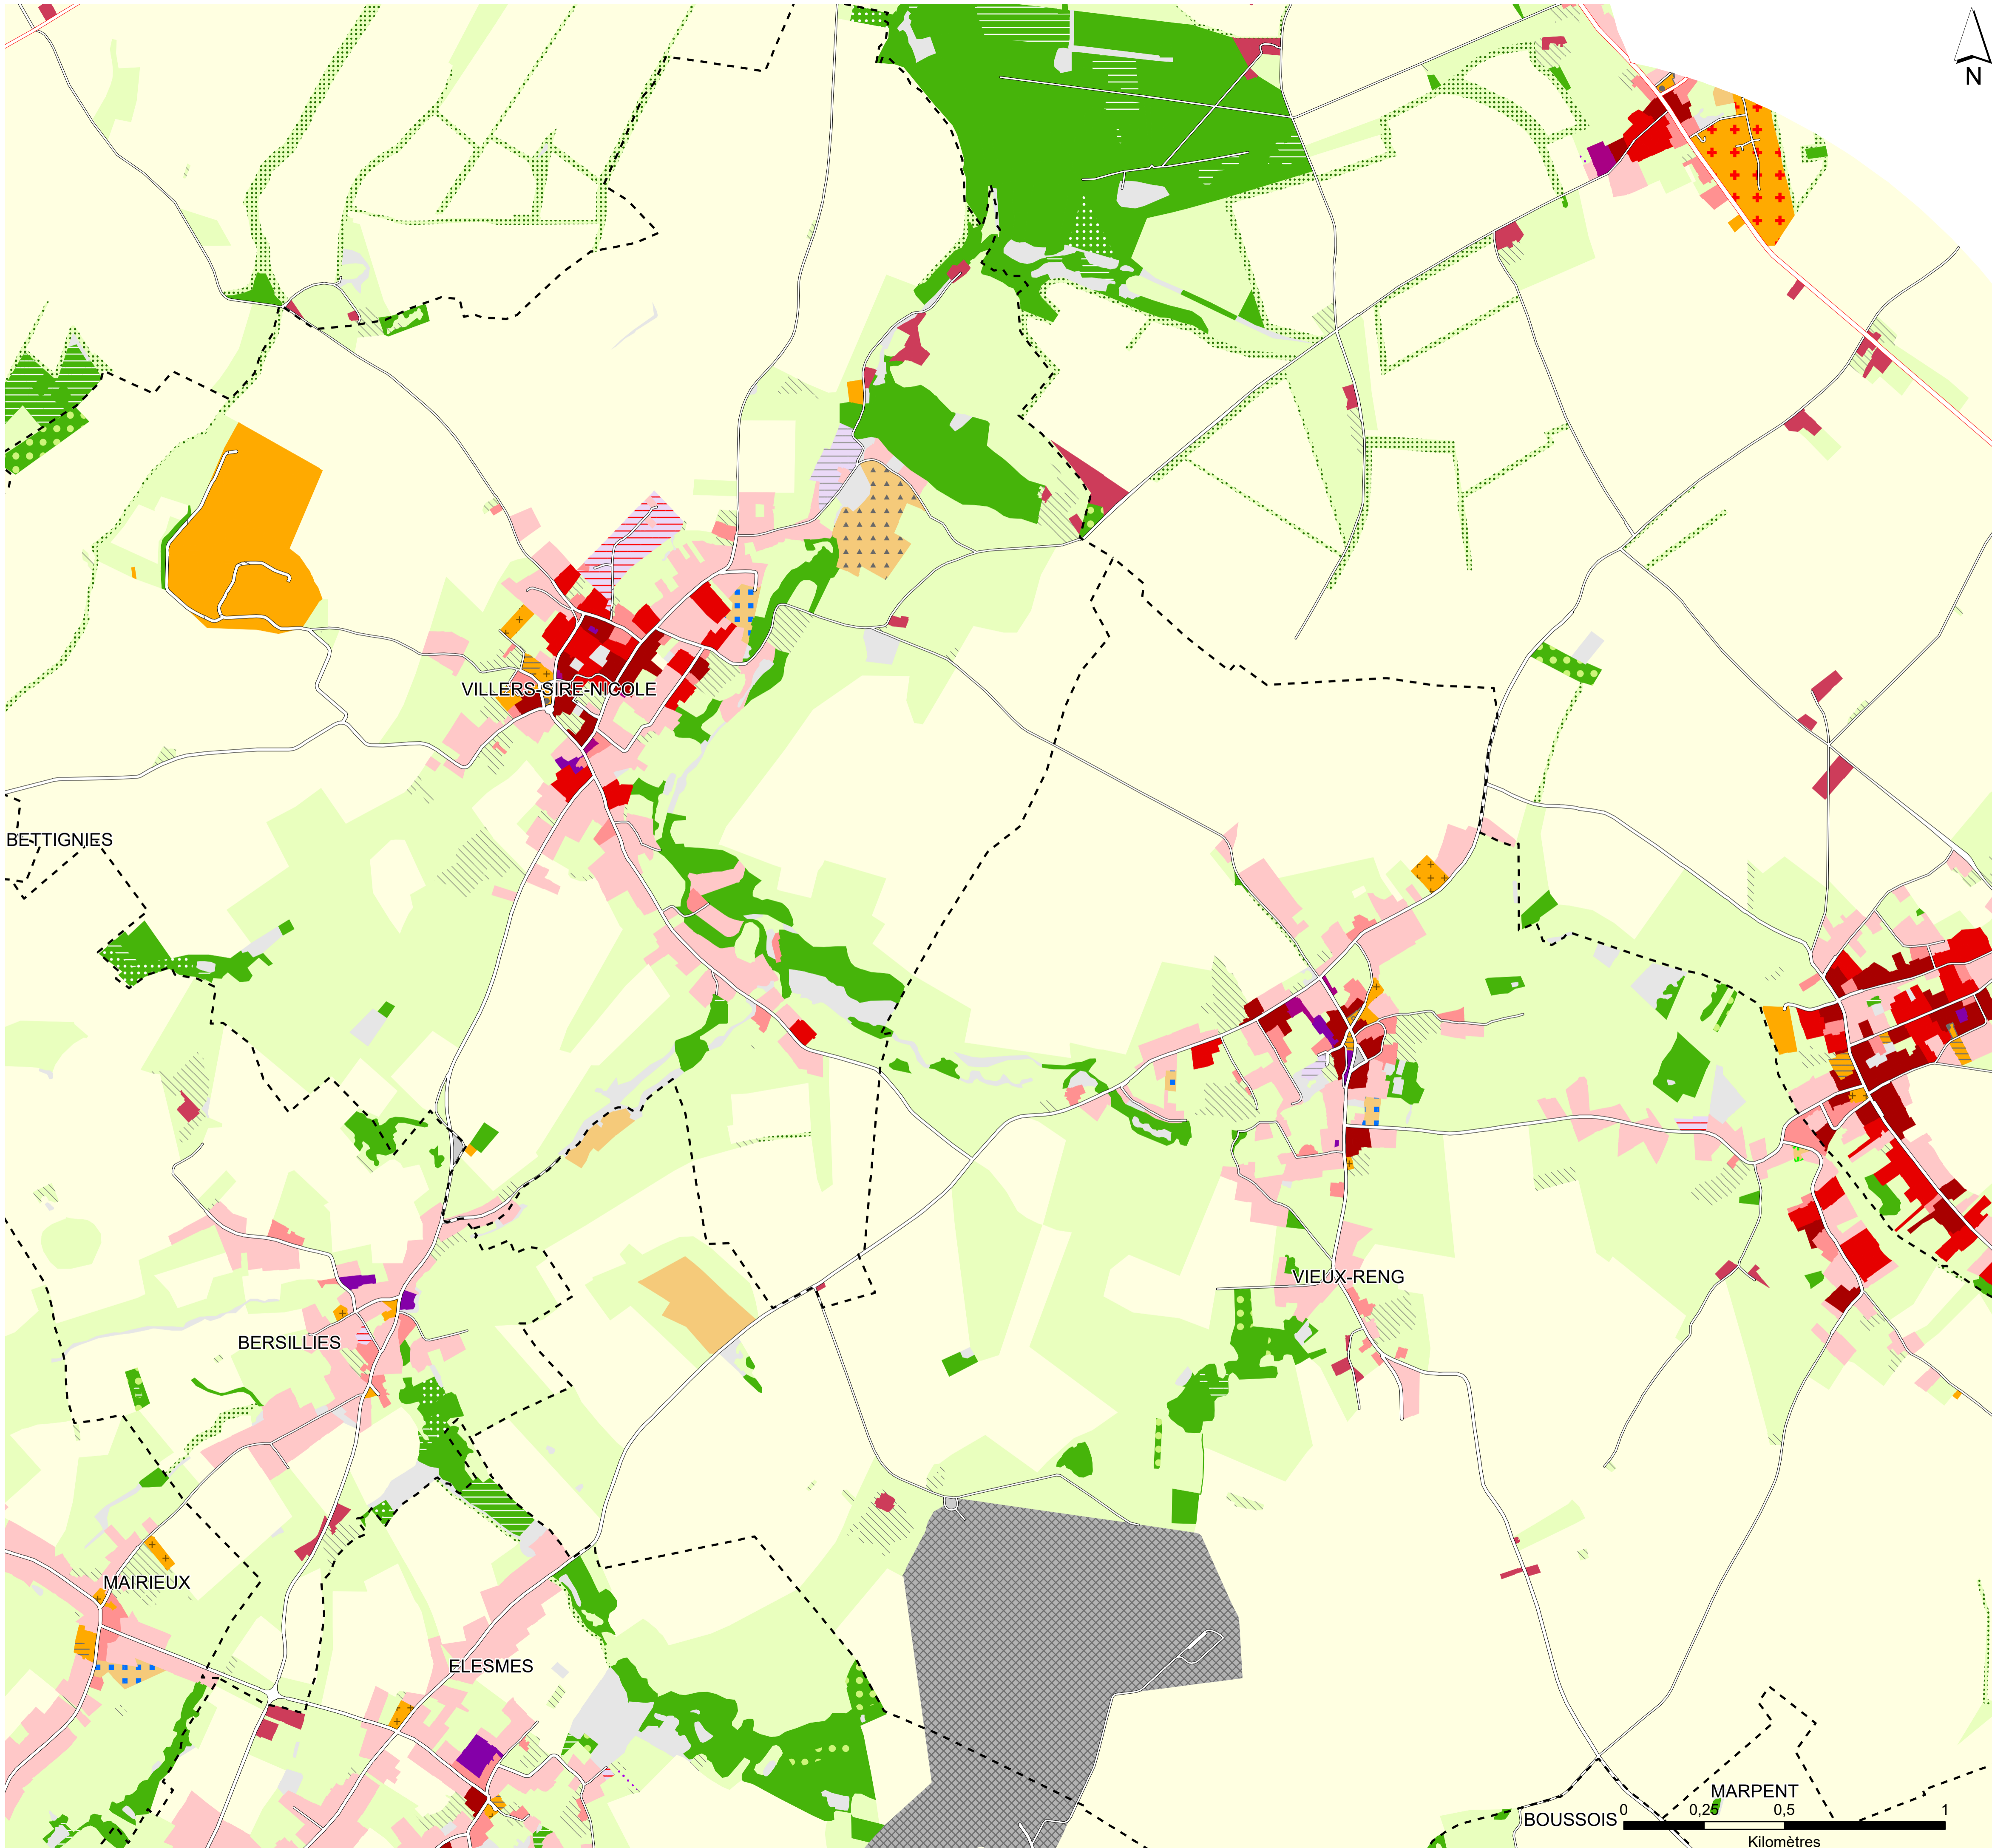 N
VILLERS-SIRE-NICOLE
BETTIGNIES
VIEUX-RENG
BERSILLIES
MAIRIEUX
ELESMES
MARPENT
BOUSSOIS
0 0,25 0,5 1
Kilomètres